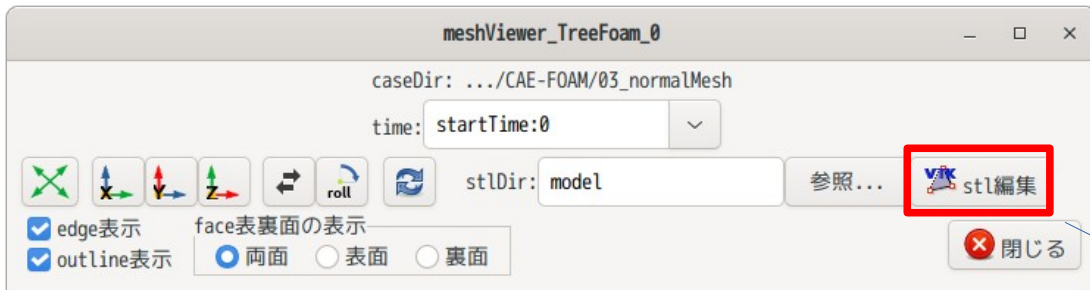 meshViewer_TreeFoam_0
caseDir: .../CAE-FOAM/03_normalMesh
time: startTime:0
X Y Z roll stlDir: model 参照... VTK stl編集
edge表示 face表裏面の表示
outline表示 両面 表面 裏面 閉じる